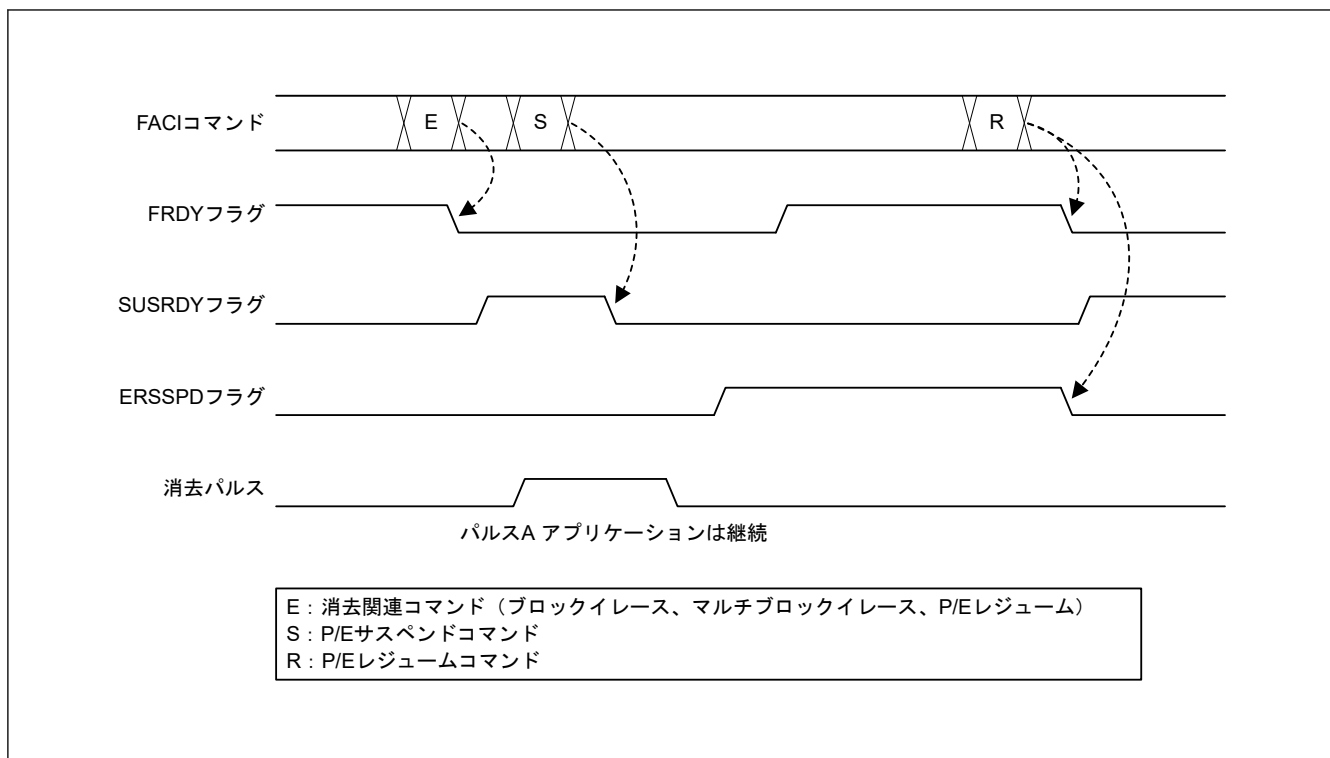 FACIコマンド
E
S
R
FRDYフラグ
SUSRDYフラグ
ERSSPDフラグ
消去パルス
パルスA アプリケーションは継続
E：消去関連コマンド（ブロックイレース、マルチブロックイレース、P/Eレジューム）
S：P/Eサスペンドコマンド
R：P/Eレジュームコマンド